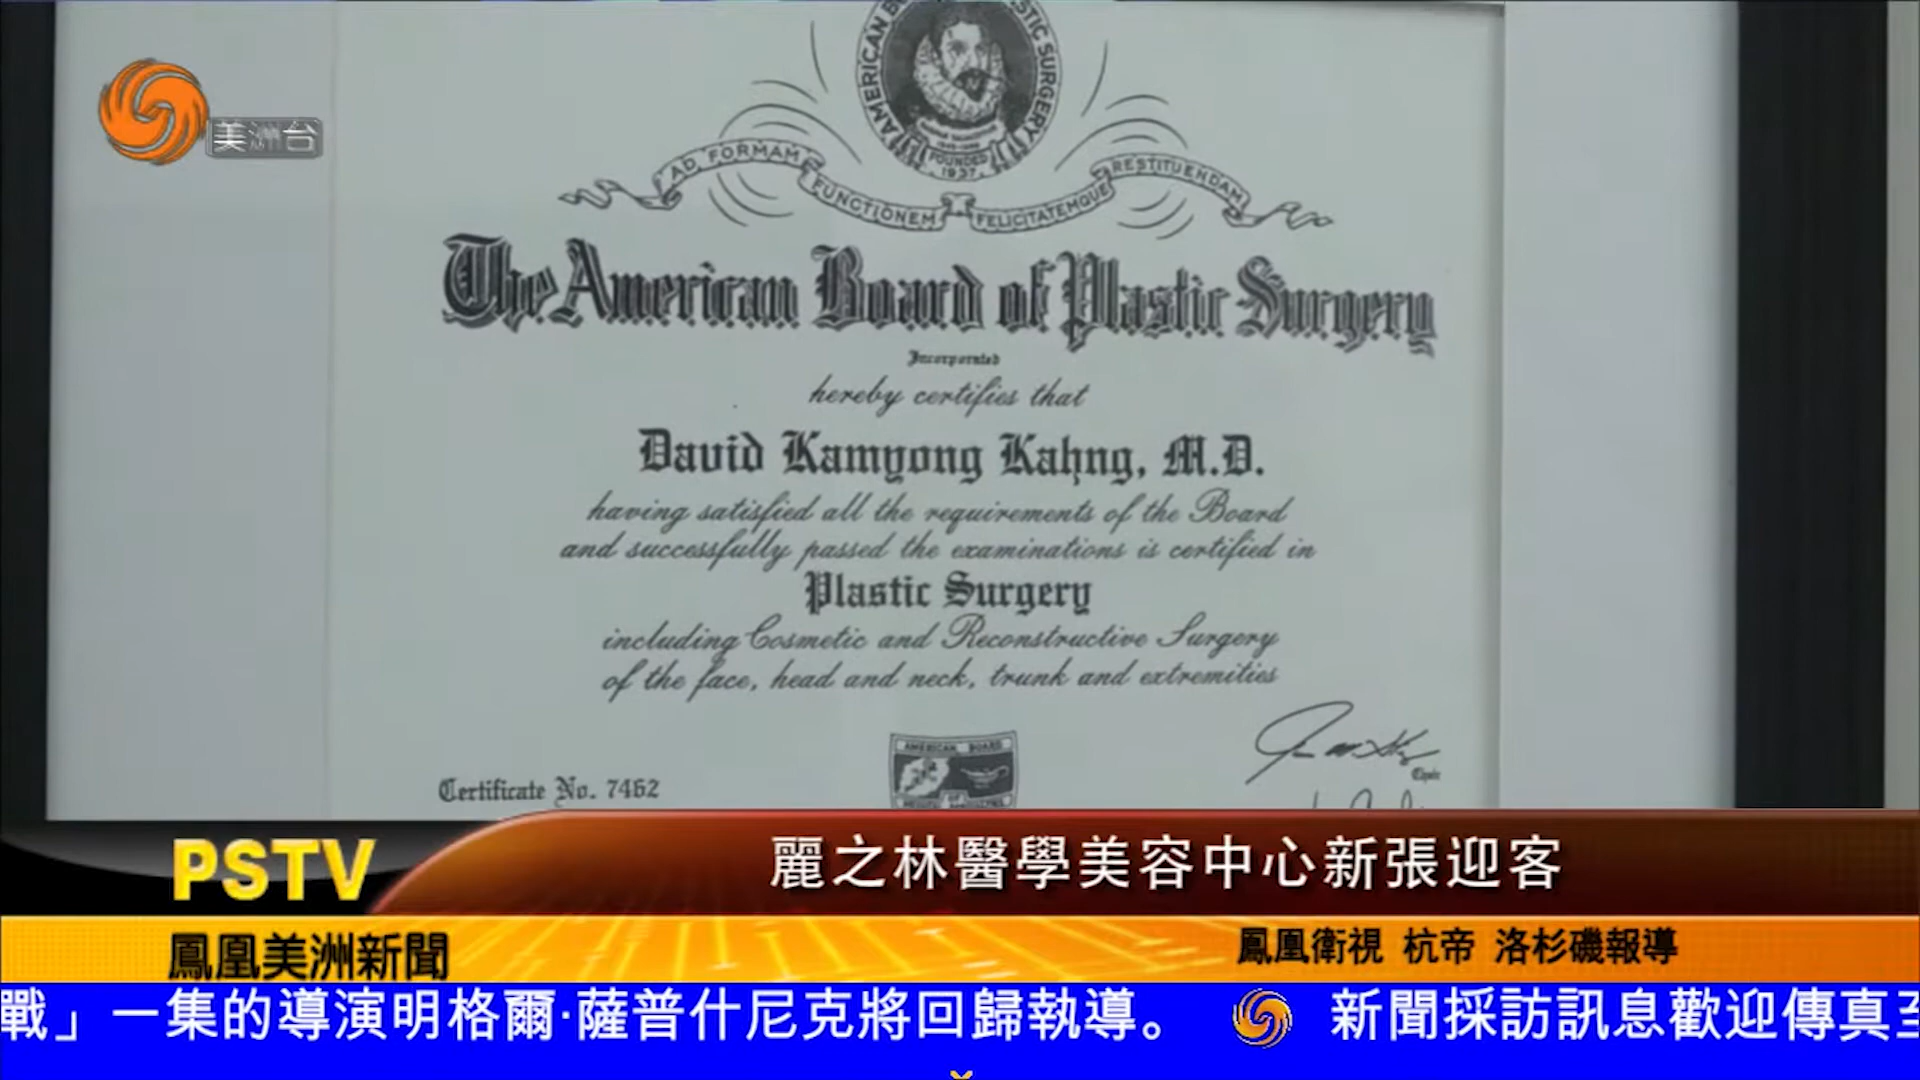 美洲台
AMERICAN
SURGERY
FOUNDED
1937
AD FORMAM FUNCTIONEM FELICITATEMQUE RESTITUENDAM
The American Board of Plastic Surgery
Incorporated
hereby certifies that
David Kamyong Kahng, M.D.
having satisfied all the requirements of the Board
and successfully passed the examinations is certified in
Plastic Surgery
including Cosmetic and Reconstructive Surgery
of the face, head and neck, trunk and extremities
AMERICAN BOARD
Chair
Certificate No. 7462
PSTV
麗之林醫學美容中心新張迎客
鳳凰美洲新聞
鳳凰衛視 杭帝 洛杉磯報導
戰」一集的導演明格爾·薩普什尼克將回歸執導。 新聞採訪訊息歡迎傳真至